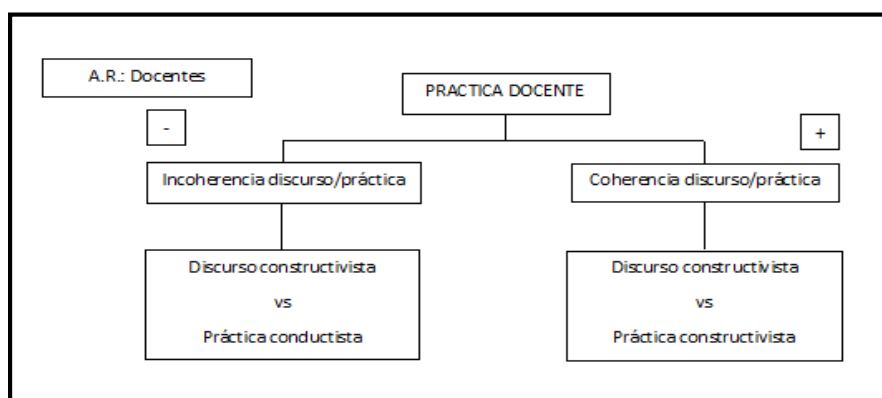 A.R.: Docentes
PRACTICA DOCENTE
-
+
Incoherencia discurso/práctica
Coherencia discurso/práctica
Discurso constructivista
vs
Práctica conductista
Discurso constructivista
vs
Práctica constructivista